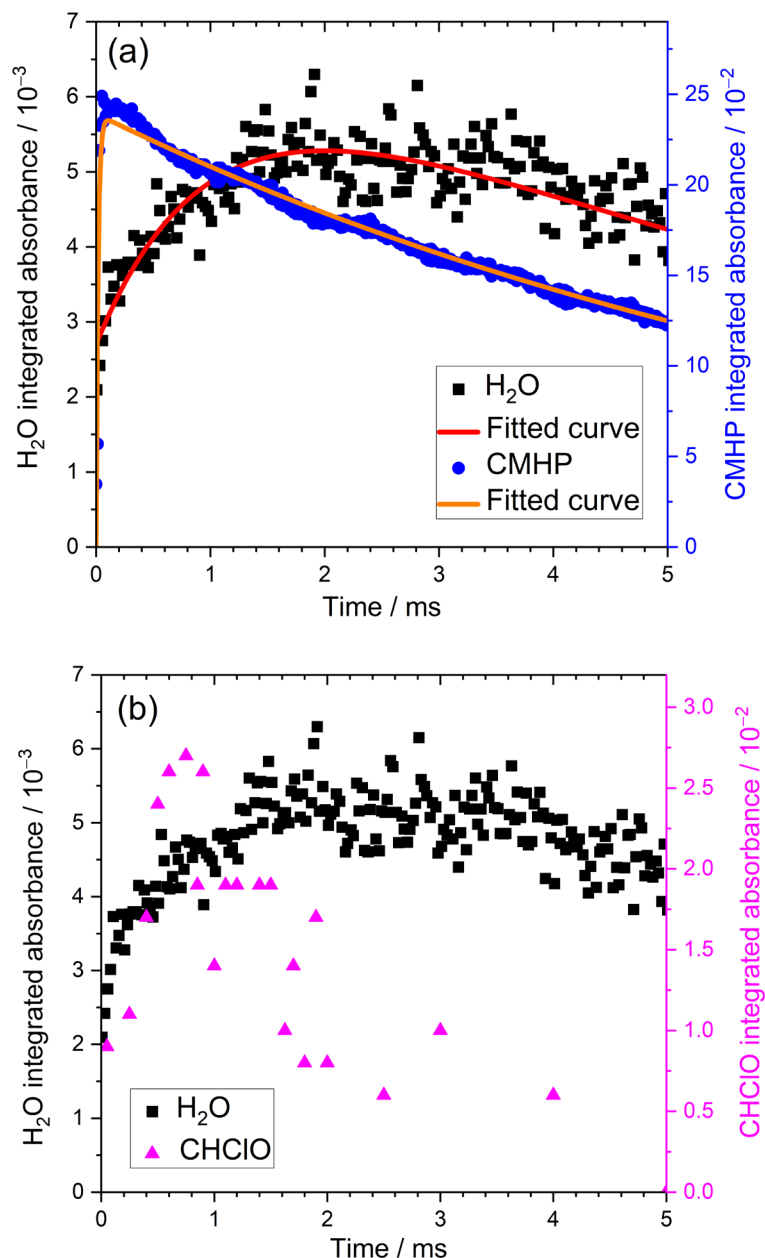 (a)
H₂O integrated absorbance / 10⁻³
7
6
5
4
3
2
1
0
CMHP integrated absorbance / 10⁻²
25
20
15
10
5
0
H₂O
Fitted curve
CMHP
Fitted curve
0 1 2 3 4 5
Time / ms
(b)
H₂O integrated absorbance / 10⁻³
7
6
5
4
3
2
1
0
CHClO integrated absorbance / 10⁻²
3.0
2.5
2.0
1.5
1.0
0.5
0.0
H₂O
CHClO
0 1 2 3 4 5
Time / ms